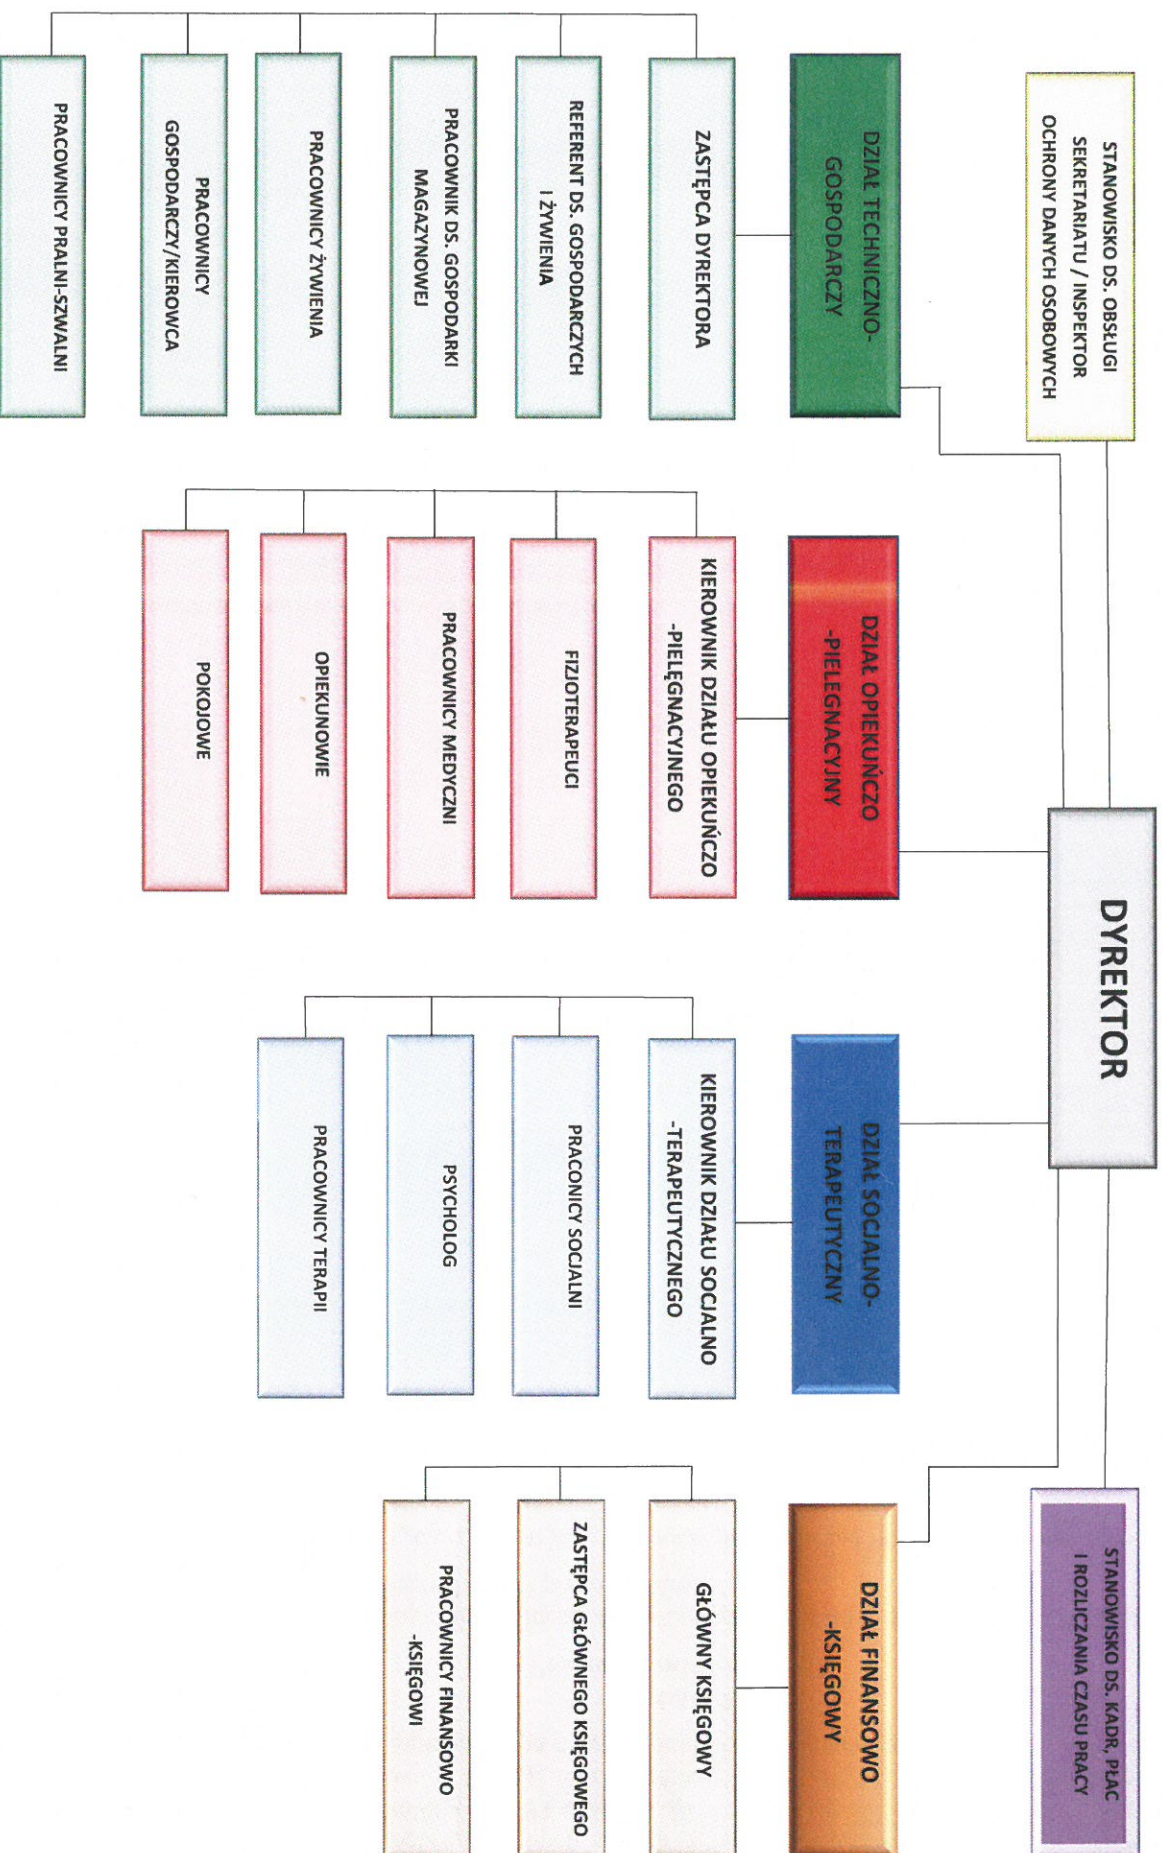 DYREKTOR
STANOWISKO DS. OBSŁUGI
SEKRETARIATU / INSPEKTOR
OCHRONY DANYCH OSOBOWYCH
STANOWISKO DS. KADR, PŁAC
I ROZLICZANIA CZASU PRACY
DZIAŁ TECHNICZNO-
GOSPODARCZY
ZASTĘPCA DYREKTORA
REFERENT DS. GOSPODARCZYCH
I ŻYWIENIA
PRACOWNIK DS. GOSPODARKI
MAGAZYNOWEJ
PRACOWNICY ŻYWIENIA
PRACOWNICY
GOSPODARCZY/KIEROWCA
PRACOWNICY PRALNI-SZWALNI
DZIAŁ OPIEKUŃCZO
-PIELEGNACYJNY
KIEROWNIK DZIAŁU OPIEKUŃCZO
-PIELĘGNACYJNEGO
FIZJOTERAPEUCI
PRACOWNICY MEDYCZNI
OPIEKUNOWIE
POKOJOWE
DZIAŁ SOCJALNO-
TERAPEUTYCZNY
KIEROWNIK DZIAŁU SOCJALNO
-TERAPEUTYCZNEGO
PRACONICY SOCJALNI
PSYCHOLOG
PRACOWNICY TERAPII
DZIAŁ FINANSOWO
-KSIĘGOWY
GŁÓWNY KSIĘGOWY
ZASTĘPCA GŁÓWNEGO KSIĘGOWEGO
PRACOWNICY FINANSOWO
-KSIĘGOWI